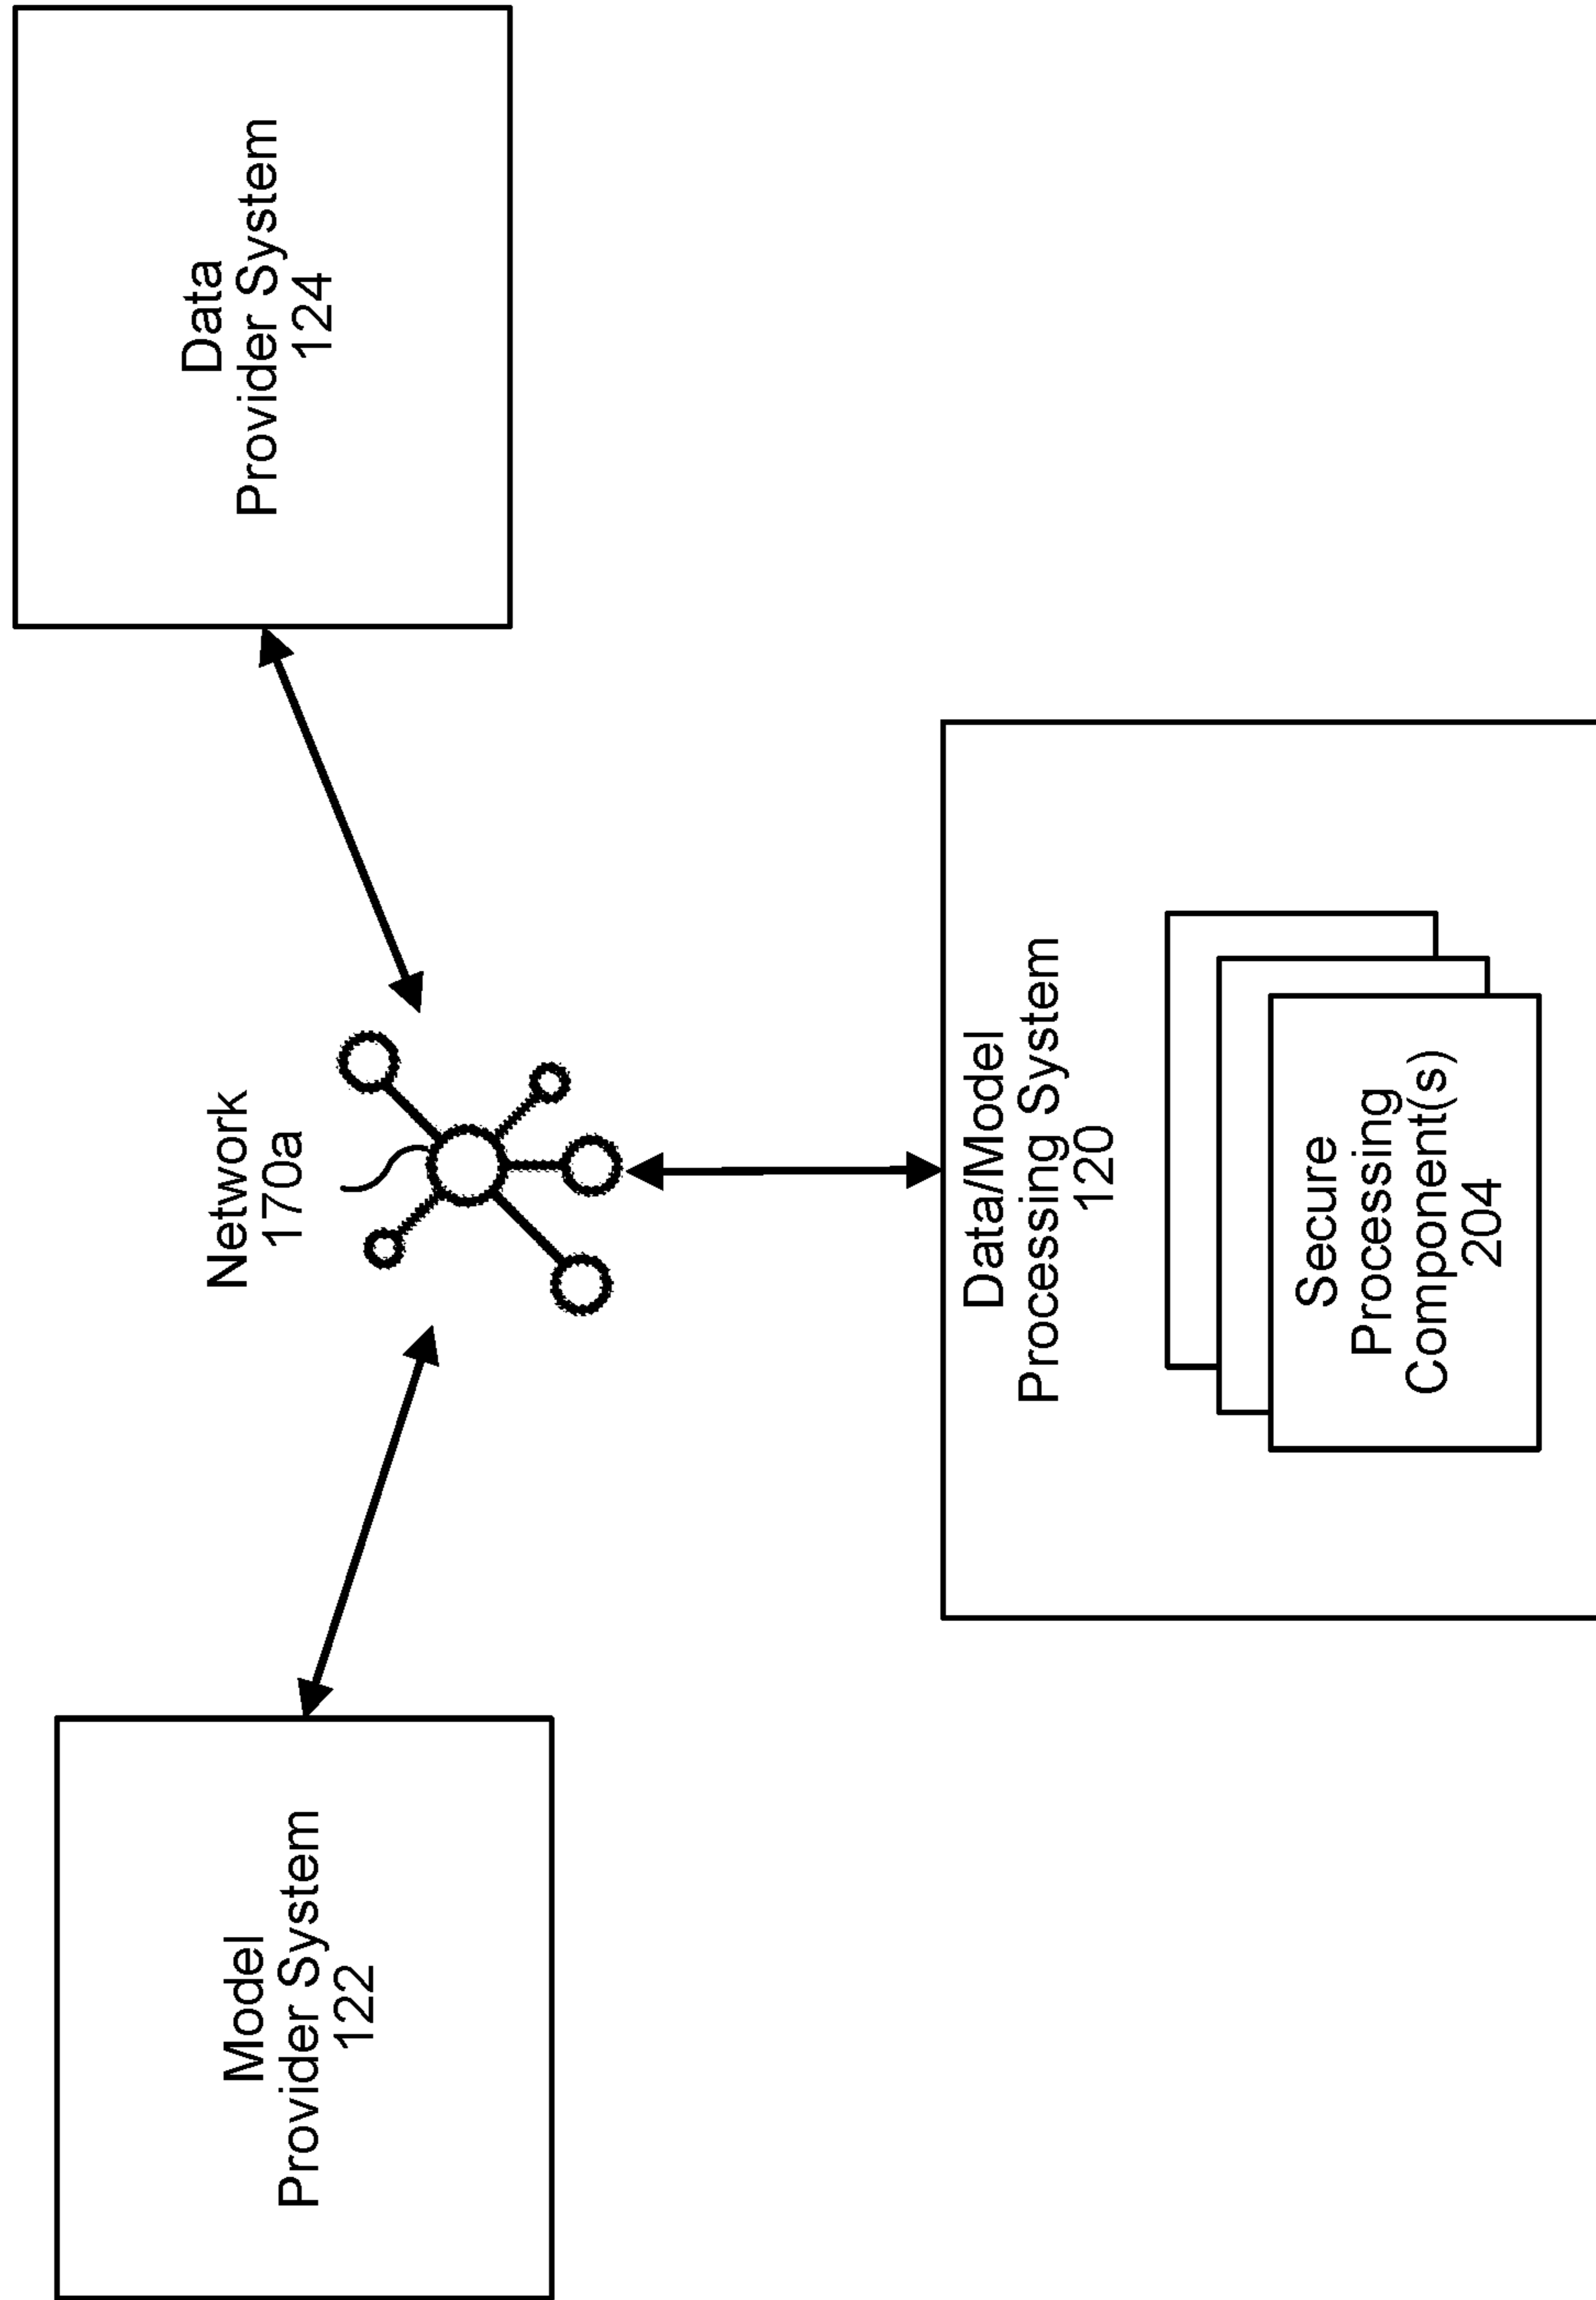 Model
Provider System
122
Network
170a
Data
Provider System
124
Data/Model
Processing System
120
Secure
Processing
Component(s)
204